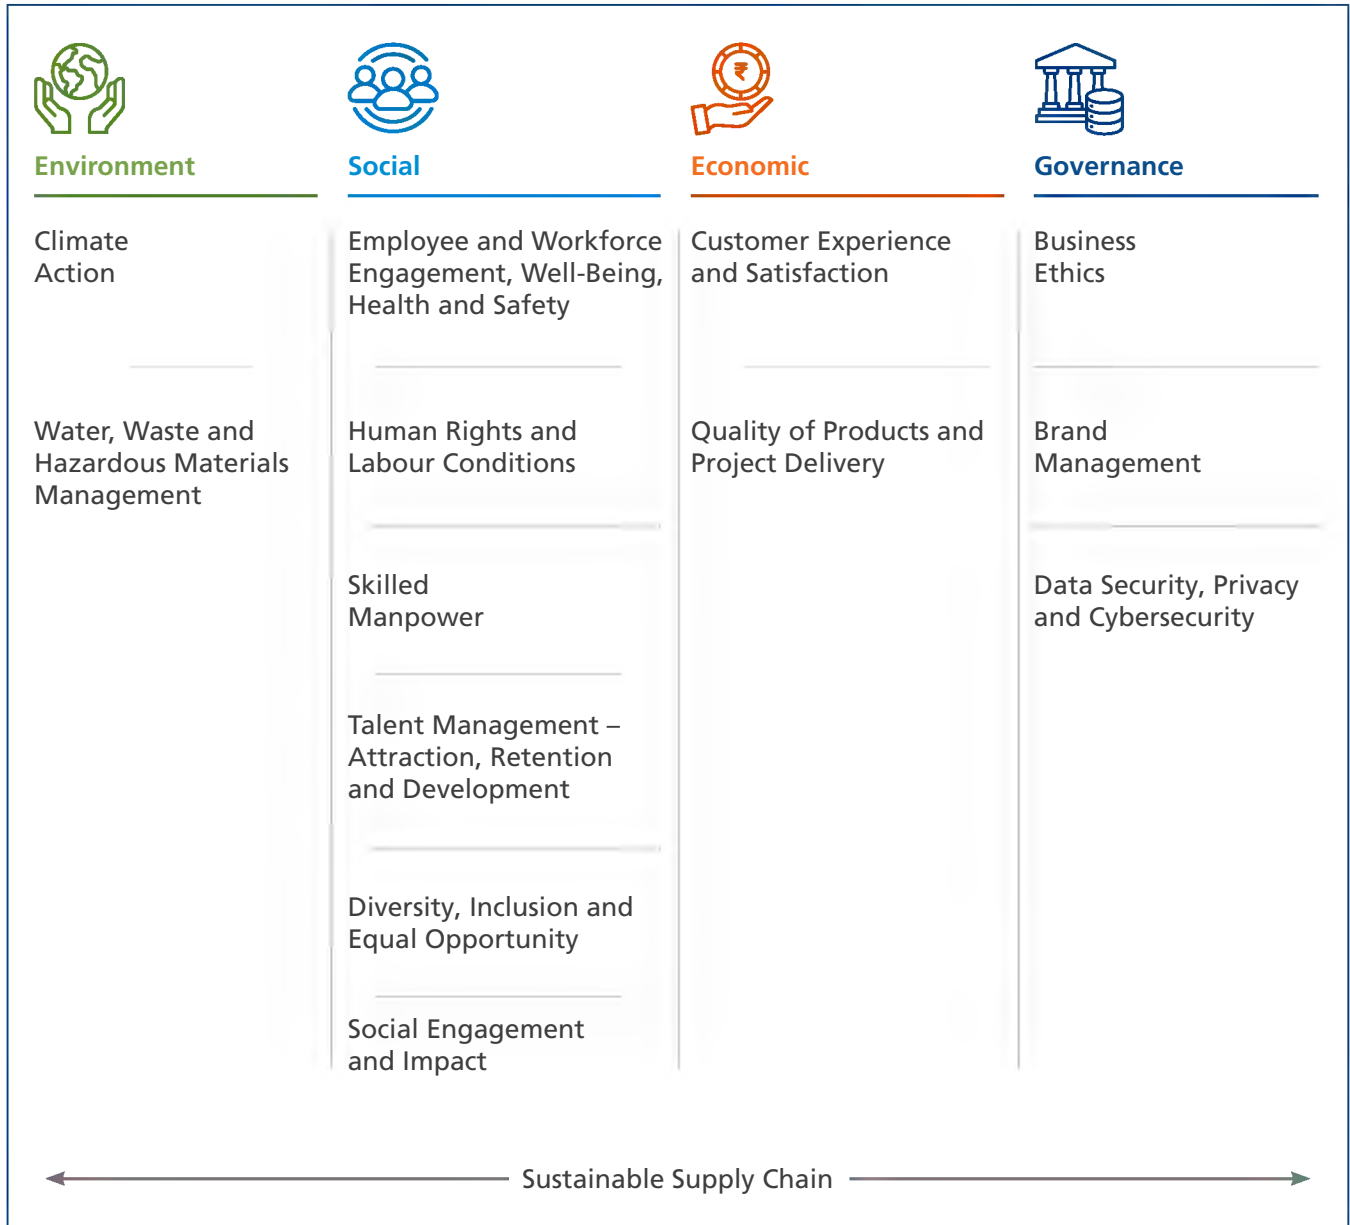 Environment
Climate
Action
Water, Waste and
Hazardous Materials
Management
Social
Employee and Workforce
Engagement, Well-Being,
Health and Safety
Human Rights and
Labour Conditions
Skilled
Manpower
Talent Management –
Attraction, Retention
and Development
Diversity, Inclusion and
Equal Opportunity
Social Engagement
and Impact
₹
Economic
Customer Experience
and Satisfaction
Quality of Products and
Project Delivery
Governance
Business
Ethics
Brand
Management
Data Security, Privacy
and Cybersecurity
Sustainable Supply Chain